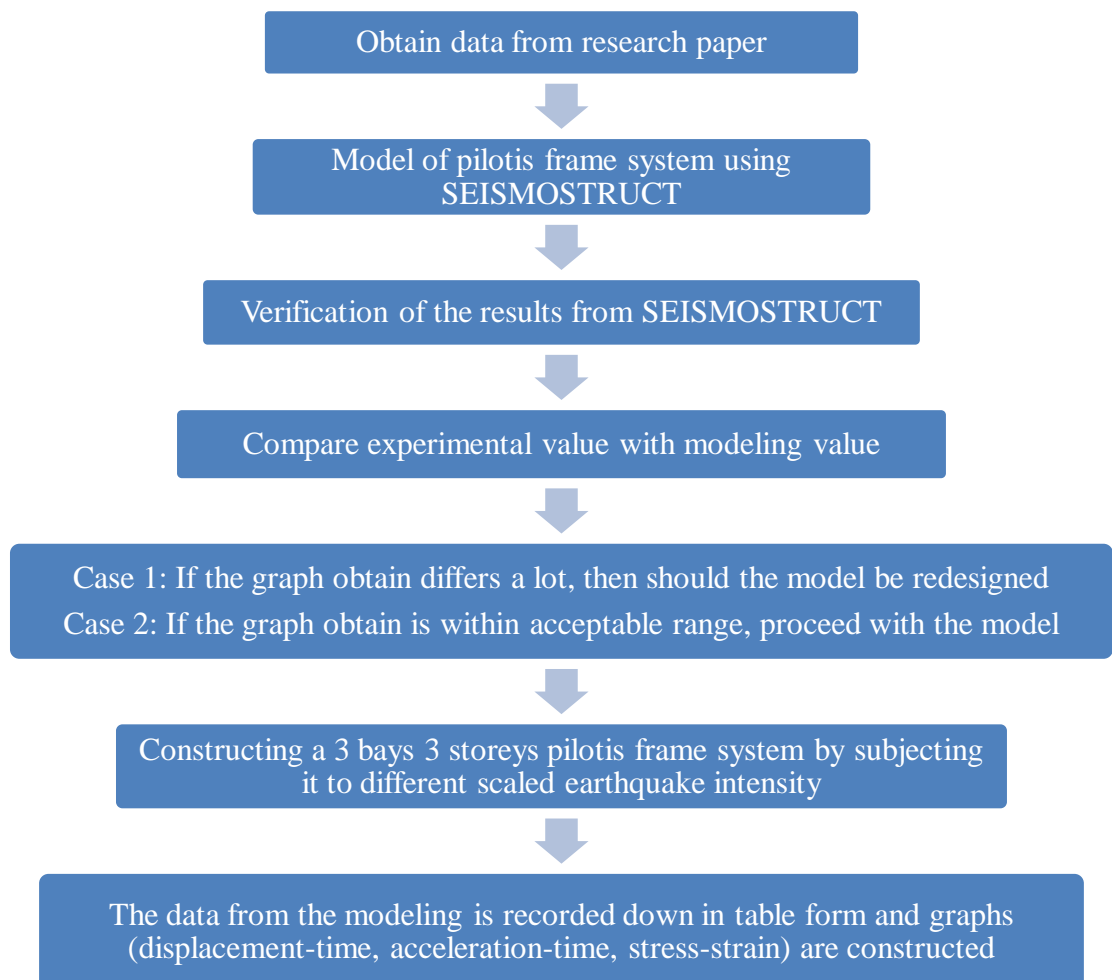 Obtain data from research paper
Model of pilotis frame system using
SEISMOSTRUCT
Verification of the results from SEISMOSTRUCT
Compare experimental value with modeling value
Case 1: If the graph obtain differs a lot, then should the model be redesigned
Case 2: If the graph obtain is within acceptable range, proceed with the model
Constructing a 3 bays 3 storeys pilotis frame system by subjecting
it to different scaled earthquake intensity
The data from the modeling is recorded down in table form and graphs
(displacement-time, acceleration-time, stress-strain) are constructed